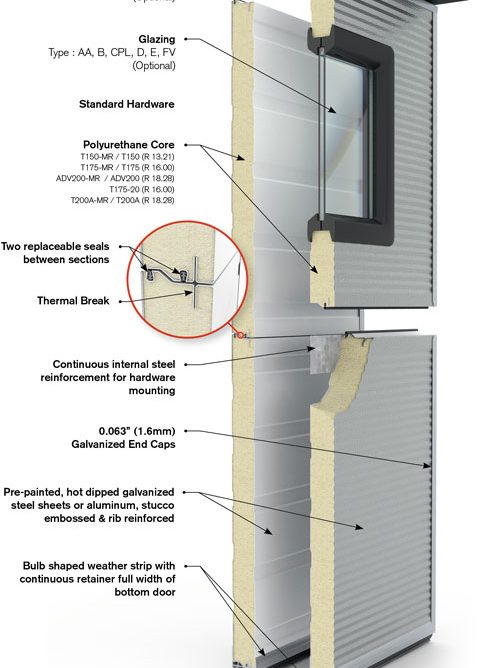 (Optional)
Glazing
Type : AA, B, CPL, D, E, FV
(Optional)
Standard Hardware
Polyurethane Core
T150-MR / T150 (R 13.21)
T175-MR / T175 (R 16.00)
ADV200-MR / ADV200 (R 18.28)
T175-20 (R 16.00)
T200A-MR / T200A (R 18.28)
Two replaceable seals
between sections
Thermal Break
Continuous internal steel
reinforcement for hardware
mounting
0.063" (1.6mm)
Galvanized End Caps
Pre-painted, hot dipped galvanized
steel sheets or aluminum, stucco
embossed & rib reinforced
Bulb shaped weather strip with
continuous retainer full width of
bottom door